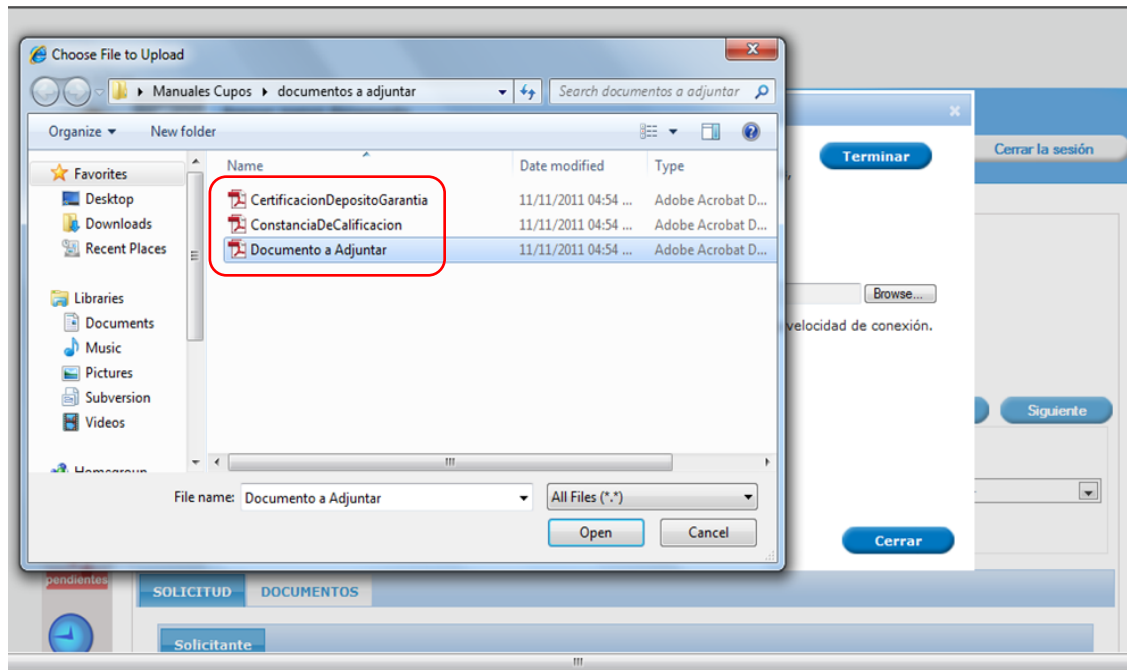 Choose File to Upload
Manuales Cupos documentos a adjuntar
Search documentos a adjuntar
Organize
New folder
Name
Date modified
Type
Favorites
Desktop
Downloads
Recent Places
Libraries
Documents
Music
Pictures
Subversion
Videos
CertificacionDepositoGarantia 11/11/2011 04:54 ... Adobe Acrobat D...
ConstanciaDeCalificacion 11/11/2011 04:54 ... Adobe Acrobat D...
Documento a Adjuntar 11/11/2011 04:54 ... Adobe Acrobat D...
File name: Documento a Adjuntar
All Files (*.*)
Open
Cancel
Terminar
Cerrar la sesión
Browse...
velocidad de conexión.
Siguiente
Cerrar
pendientes
SOLICITUD
DOCUMENTOS
Solicitante